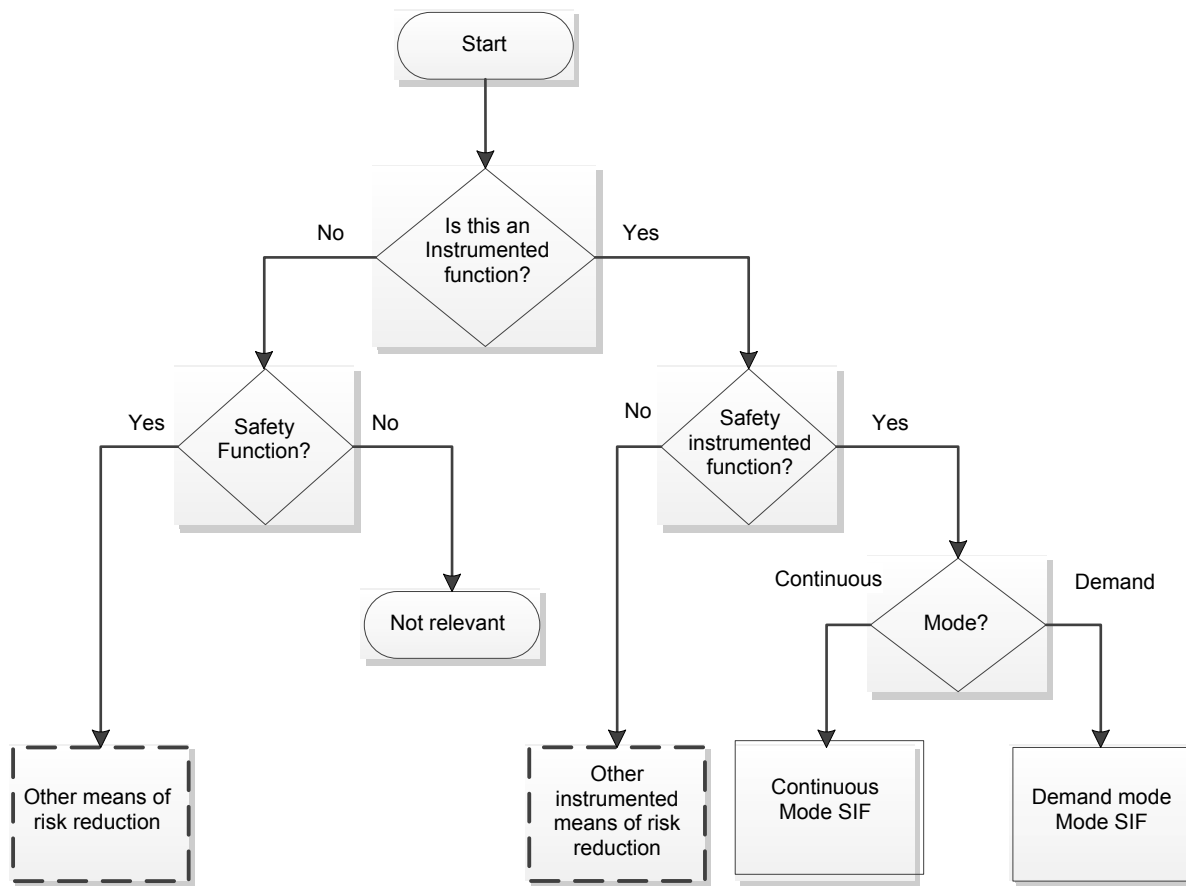 Start
Is this an
Instrumented
function?
No
Yes
Safety
Function?
Yes
No
Safety
instrumented
function?
No
Yes
Not relevant
Mode?
Continuous
Demand
Other means of
risk reduction
Other
instrumented
means of risk
reduction
Continuous
Mode SIF
Demand mode
Mode SIF